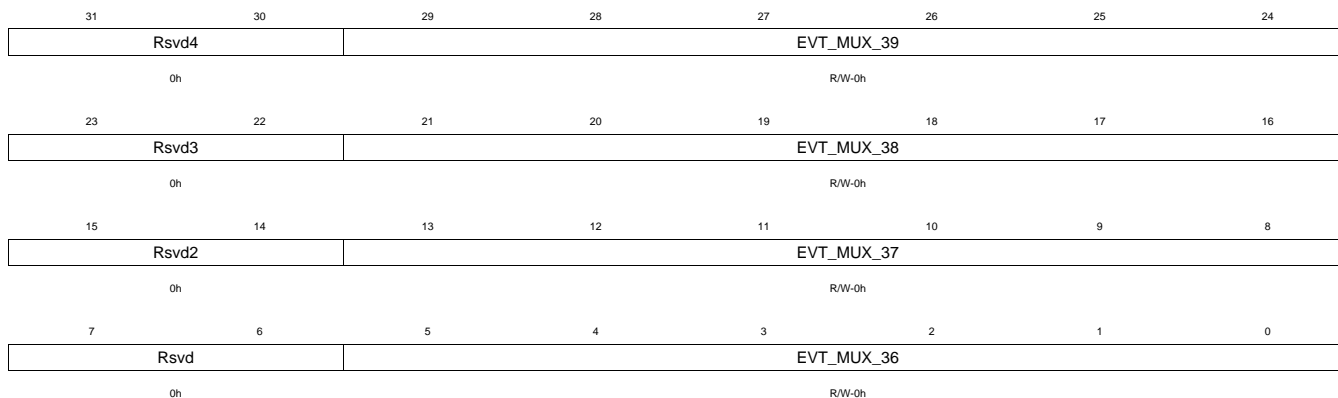 31 30 29 28 27 26 25 24
Rsvd4 EVT_MUX_39
0h R/W-0h
23 22 21 20 19 18 17 16
Rsvd3 EVT_MUX_38
0h R/W-0h
15 14 13 12 11 10 9 8
Rsvd2 EVT_MUX_37
0h R/W-0h
7 6 5 4 3 2 1 0
Rsvd EVT_MUX_36
0h R/W-0h